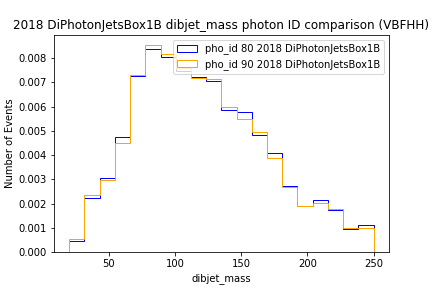 2018 DiPhotonJetsBox1B dibjet_mass photon ID comparison (VBFHH)
pho_id 80 2018 DiPhotonJetsBox1B
pho_id 90 2018 DiPhotonJetsBox1B
Number of Events
0.008
0.007
0.006
0.005
0.004
0.003
0.002
0.001
0.000
50 100 150 200 250
dibjet_mass